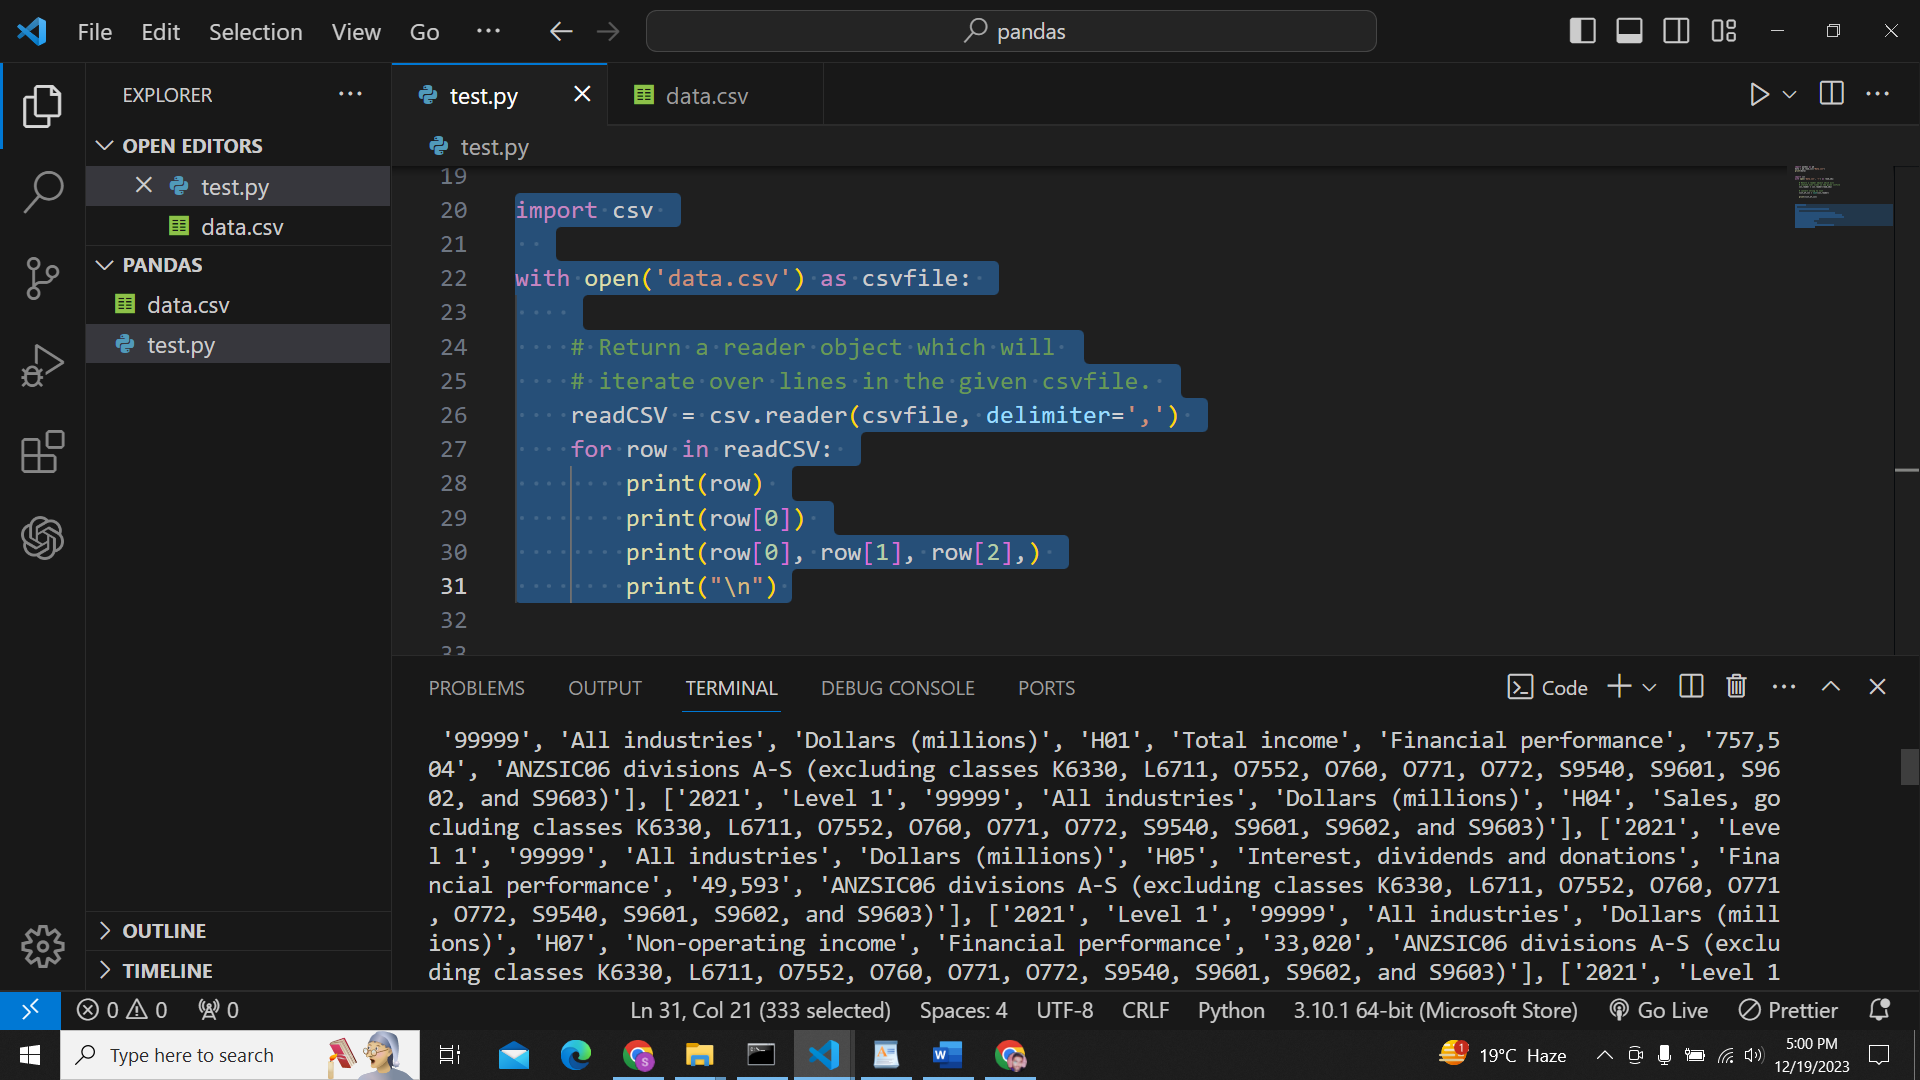 File Edit Selection View Go ··· pandas
EXPLORER ···
OPEN EDITORS
test.py
data.csv
PANDAS
data.csv
test.py
OUTLINE
TIMELINE
test.py data.csv
test.py
19
20 import csv
21
22 with open('data.csv') as csvfile:
23
24 # Return a reader object which will
25 # iterate over lines in the given csvfile.
26 readCSV = csv.reader(csvfile, delimiter=',')
27 for row in readCSV:
28 print(row)
29 print(row[0])
30 print(row[0], row[1], row[2],)
31 print("\n")
32
33
PROBLEMS OUTPUT TERMINAL DEBUG CONSOLE PORTS Code
'99999', 'All industries', 'Dollars (millions)', 'H01', 'Total income', 'Financial performance', '757,5
04', 'ANZSIC06 divisions A-S (excluding classes K6330, L6711, O7552, O760, O771, O772, S9540, S9601, S96
02, and S9603)'], ['2021', 'Level 1', '99999', 'All industries', 'Dollars (millions)', 'H04', 'Sales, go
cluding classes K6330, L6711, O7552, O760, O771, O772, S9540, S9601, S9602, and S9603)'], ['2021', 'Leve
l 1', '99999', 'All industries', 'Dollars (millions)', 'H05', 'Interest, dividends and donations', 'Fina
ncial performance', '49,593', 'ANZSIC06 divisions A-S (excluding classes K6330, L6711, O7552, O760, O771
, O772, S9540, S9601, S9602, and S9603)'], ['2021', 'Level 1', '99999', 'All industries', 'Dollars (mill
ions)', 'H07', 'Non-operating income', 'Financial performance', '33,020', 'ANZSIC06 divisions A-S (exclu
ding classes K6330, L6711, O7552, O760, O771, O772, S9540, S9601, S9602, and S9603)'], ['2021', 'Level 1
0 0 0 Ln 31, Col 21 (333 selected) Spaces: 4 UTF-8 CRLF Python 3.10.1 64-bit (Microsoft Store) Go Live Prettier
Type here to search 1 19°C Haze 5:00 PM
12/19/2023